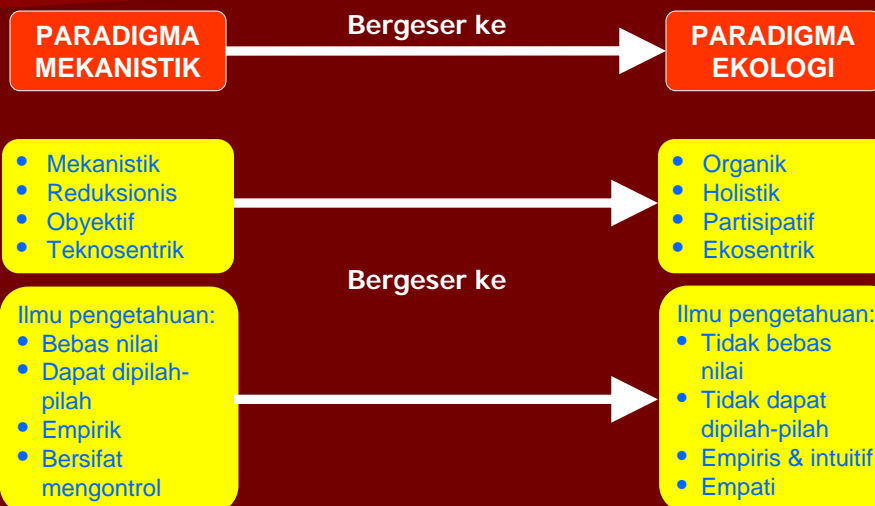 PARADIGMA
MEKANISTIK
Bergeser ke
PARADIGMA
EKOLOGI
• Mekanistik
• Reduksionis
• Obyektif
• Teknosentrik
• Organik
• Holistik
• Partisipatif
• Ekosentrik
Bergeser ke
Ilmu pengetahuan:
• Bebas nilai
• Dapat dipilah-
pilah
• Empirik
• Bersifat
mengontrol
Ilmu pengetahuan:
• Tidak bebas
nilai
• Tidak dapat
dipilah-pilah
• Empiris & intuitif
• Empati